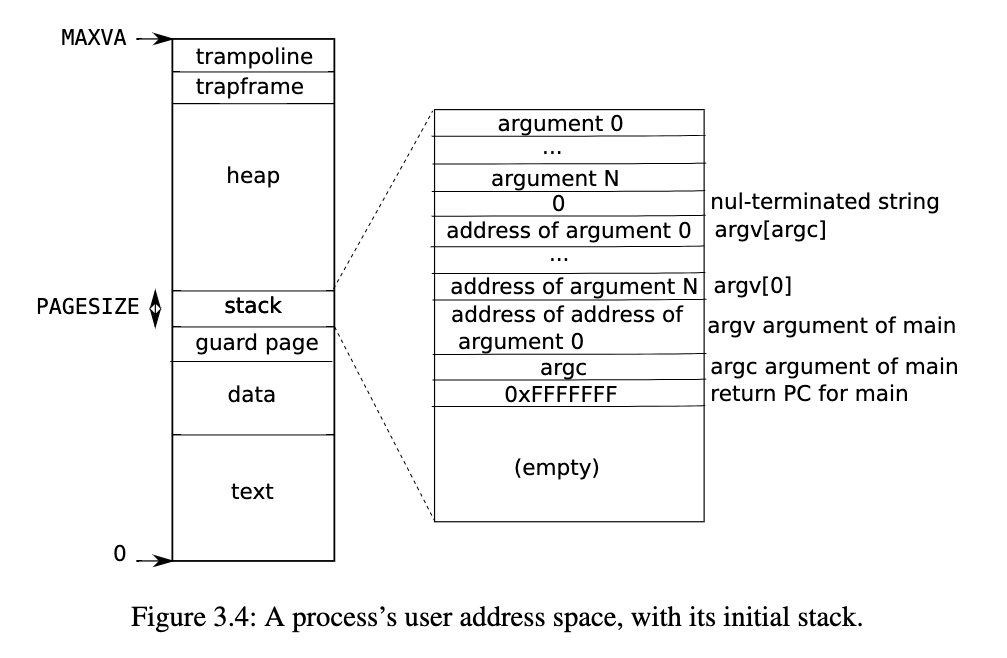 MAXVA
trampoline
trapframe
heap
PAGESIZE
stack
guard page
data
text
0
argument 0
...
argument N
0
nul-terminated string
address of argument 0
argv[argc]
...
address of argument N
argv[0]
address of address of
argument 0
argv argument of main
argc
argc argument of main
0xFFFFFFF
return PC for main
(empty)
Figure 3.4: A process’s user address space, with its initial stack.